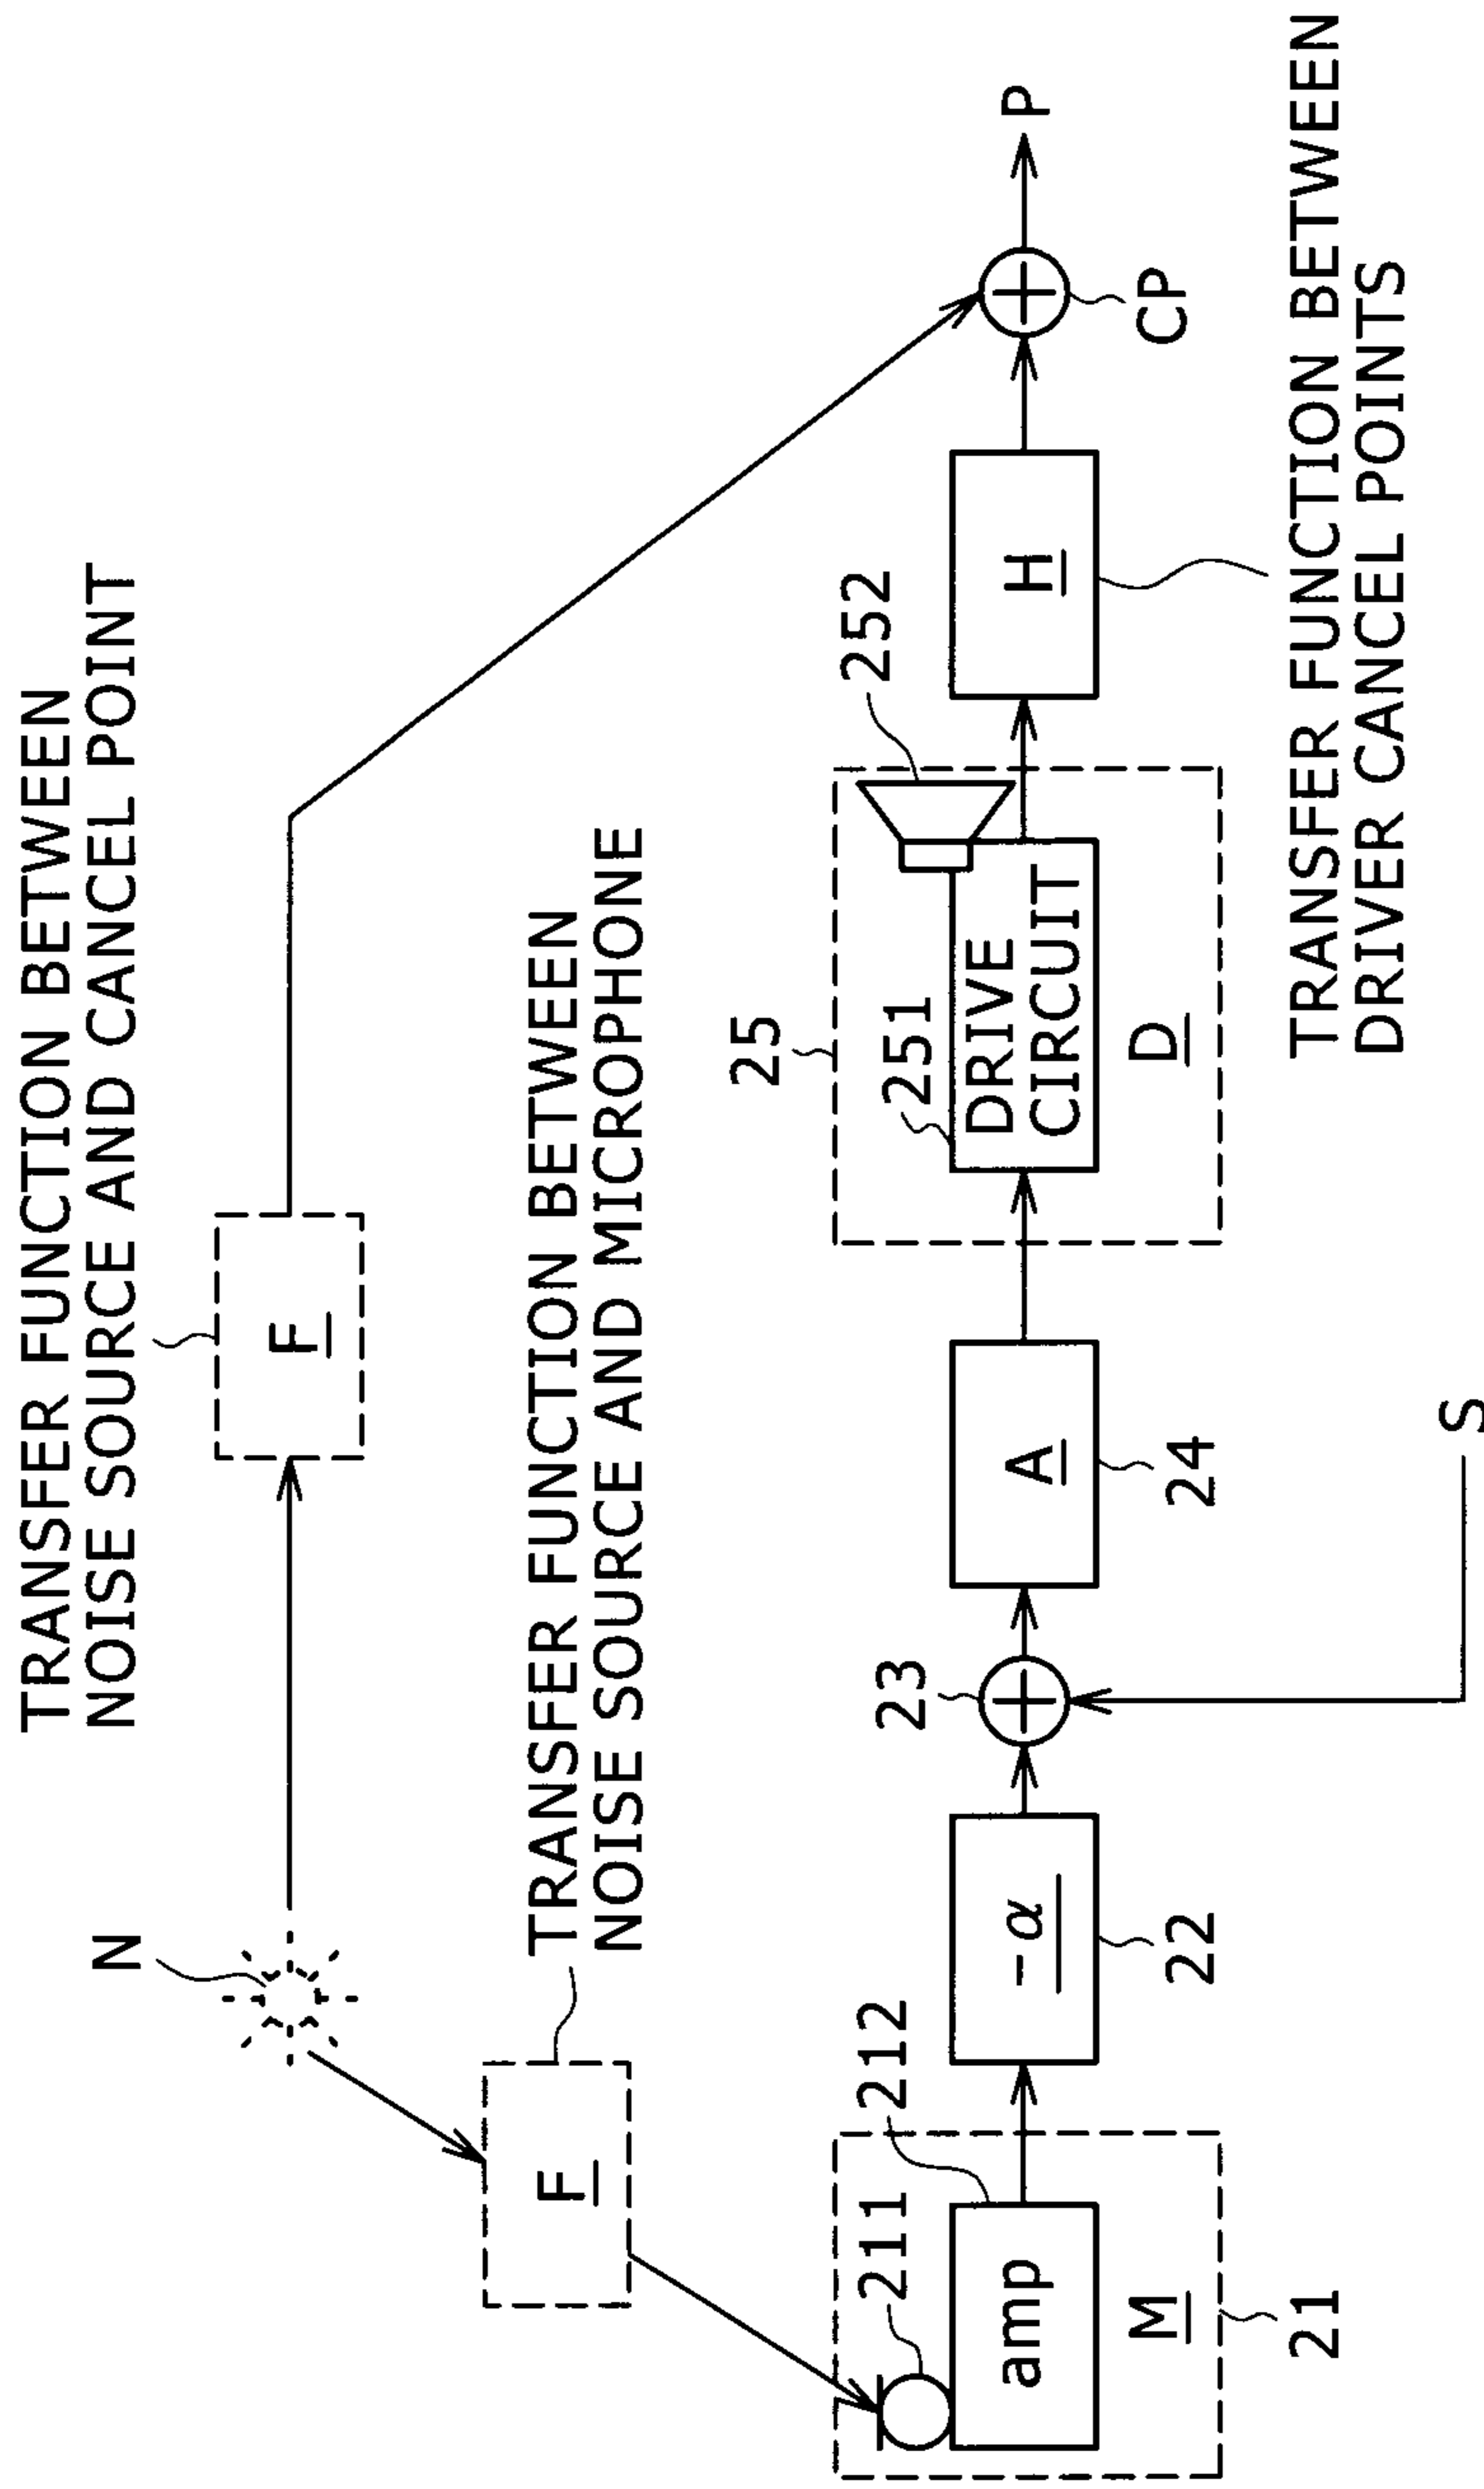 TRANSFER FUNCTION BETWEEN
NOISE SOURCE AND CANCEL POINT
N
F
TRANSFER FUNCTION BETWEEN
NOISE SOURCE AND MICROPHONE
F
P
CP
25
252
251
DRIVE
CIRCUIT
D
H
23
A
24
-α
22
212
211
amp
M
21
S
TRANSFER FUNCTION BETWEEN
DRIVER CANCEL POINTS